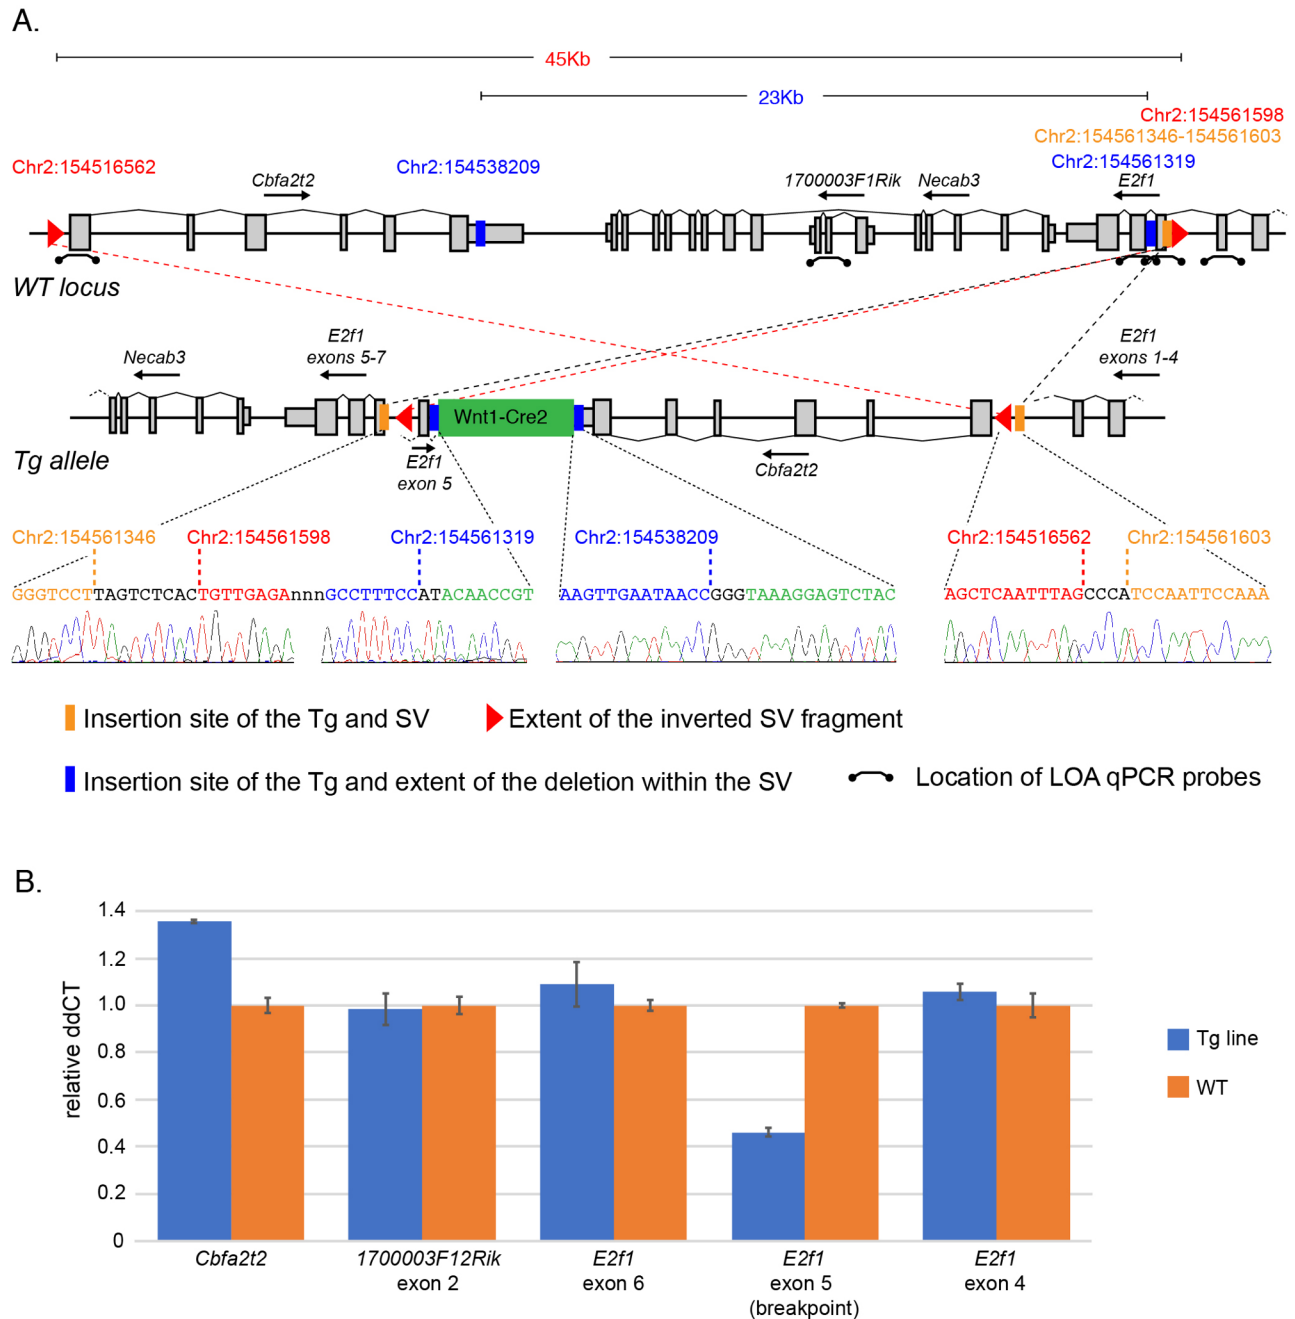 A.
45Kb
23Kb
Chr2:154561598
Chr2:154561346-154561603
Chr2:154516562
Chr2:154538209
Chr2:154561319
Cbfa2t2
1700003F1Rik
Necab3
E2f1
WT locus
Necab3
E2f1
exons 5-7
E2f1
exons 1-4
Wnt1-Cre2
Tg allele
E2f1
exon 5
Cbfa2t2
Chr2:154561346
Chr2:154561598
Chr2:154561319
Chr2:154538209
Chr2:154516562
Chr2:154561603
GGGTCCTTAGTCTCACTGTTGAGAnnnGCCTTTCCATACAACCGT
AAGTTGAATAACCGGGTAAAGGAGTCTAC
AGCTCAATTTAGCCCATCCAATTCCAAA
Insertion site of the Tg and SV
Extent of the inverted SV fragment
Insertion site of the Tg and extent of the deletion within the SV
Location of LOA qPCR probes
B.
relative ddCT
1.4
1.2
1.0
0.8
0.6
0.4
0.2
0
Tg line
WT
Cbfa2t2
1700003F12Rik
exon 2
E2f1
exon 6
E2f1
exon 5
(breakpoint)
E2f1
exon 4